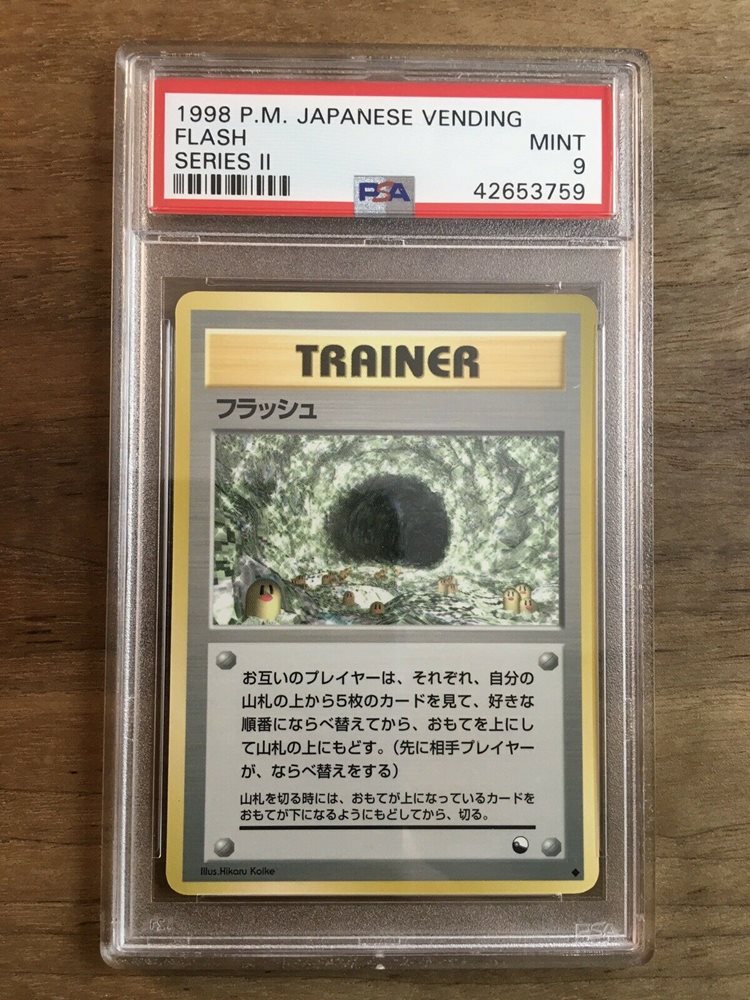 1998 P.M. JAPANESE VENDING
FLASH MINT
SERIES II 9
PSA 42653759
TRAINER
フラッシュ
お互いのプレイヤーは、それぞれ、自分の
山札の上から5枚のカードを見て、好きな
順番にならべ替えてから、おもてを上にし
て山札の上にもどす。(先に相手プレイヤー
が、ならべ替えをする)
山札を切る時には、おもてが上になっているカードを
おもてが下になるようにもどしてから、切る。
Illus.Hikaru Koike
PSA